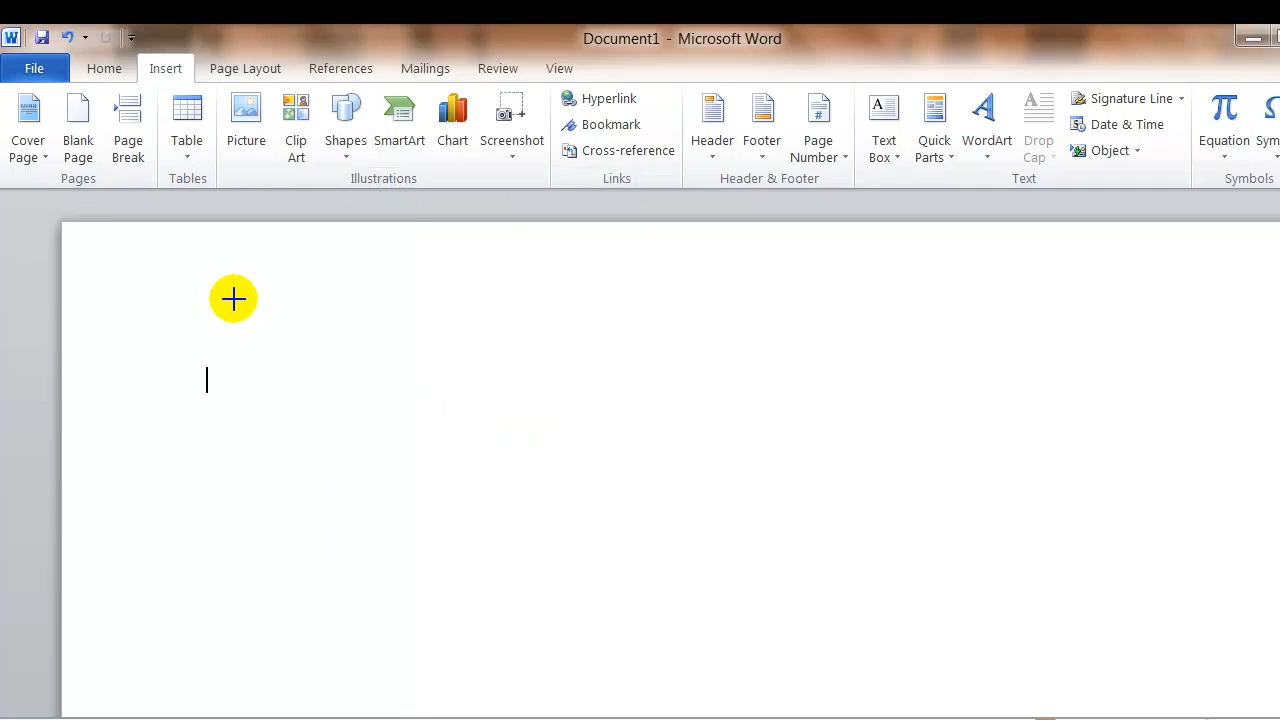 Document1 - Microsoft Word
File Home Insert Page Layout References Mailings Review View
Cover Page
Blank Page
Page Break
Table
Picture
Clip Art
Shapes
SmartArt
Chart
Screenshot
Hyperlink
Bookmark
Cross-reference
Header
Footer
Page Number
Text Box
Quick Parts
WordArt
Drop Cap
Signature Line
Date & Time
Object
Equation
Sym
Pages Tables Illustrations Links Header & Footer Text Symbols